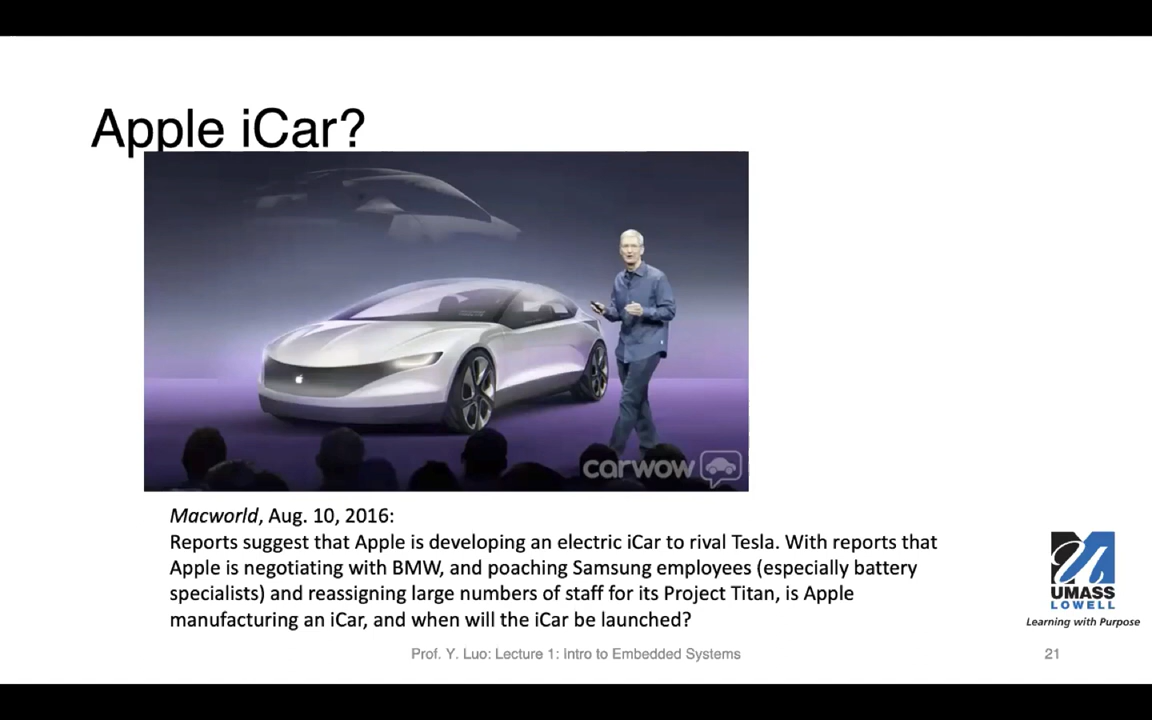 Apple iCar?
carwow
Macworld, Aug. 10, 2016:
Reports suggest that Apple is developing an electric iCar to rival Tesla. With reports that
Apple is negotiating with BMW, and poaching Samsung employees (especially battery
specialists) and reassigning large numbers of staff for its Project Titan, is Apple
manufacturing an iCar, and when will the iCar be launched?
UMASS
LOWELL
Learning with Purpose
Prof. Y. Luo: Lecture 1: Intro to Embedded Systems
21